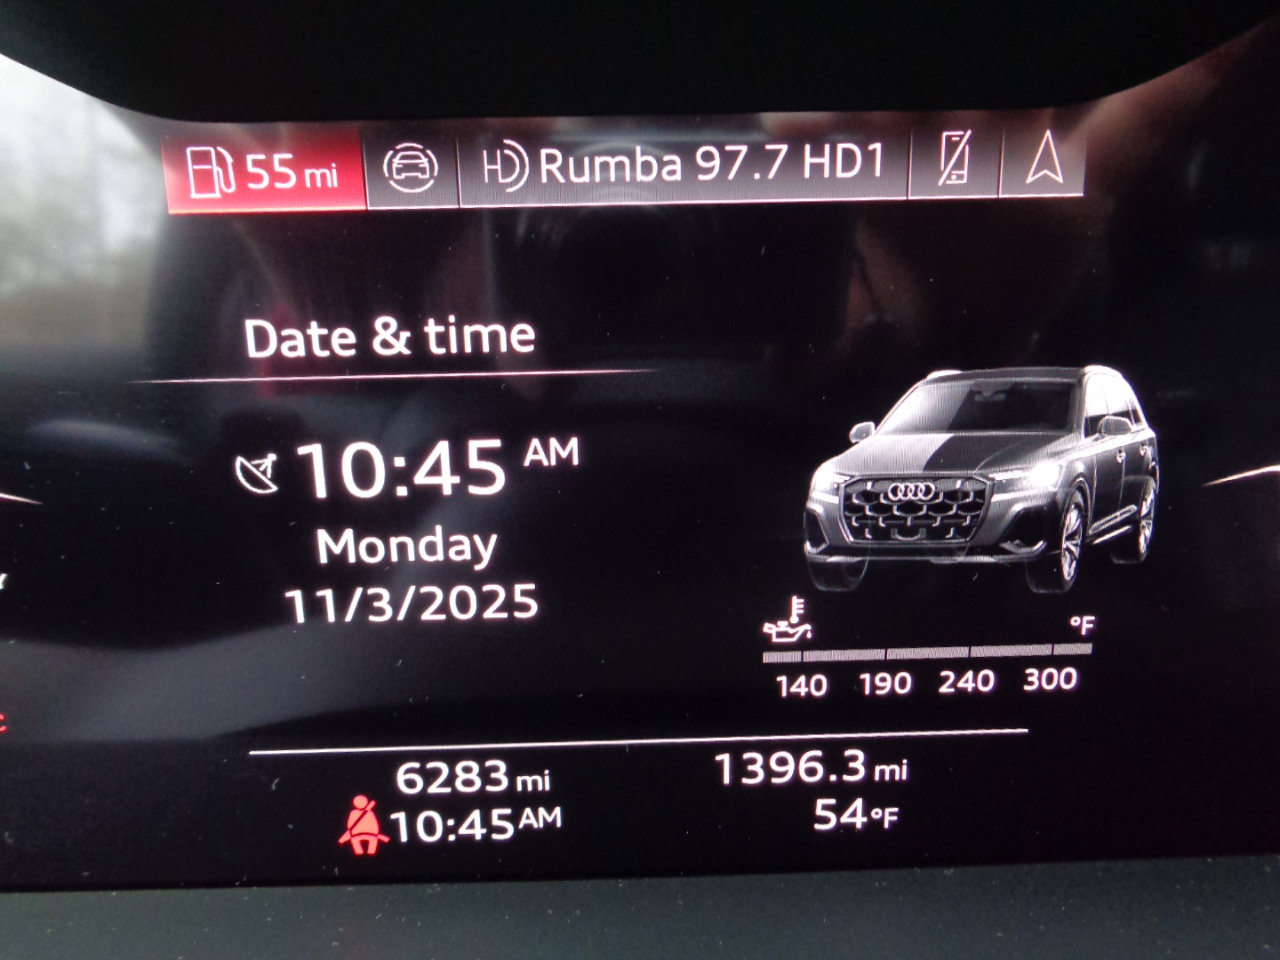 55 mi
HD Rumba 97.7 HD1
Date & time
10:45 AM
Monday
11/3/2025
°F
140 190 240 300
6283 mi 1396.3 mi
10:45 AM 54°F